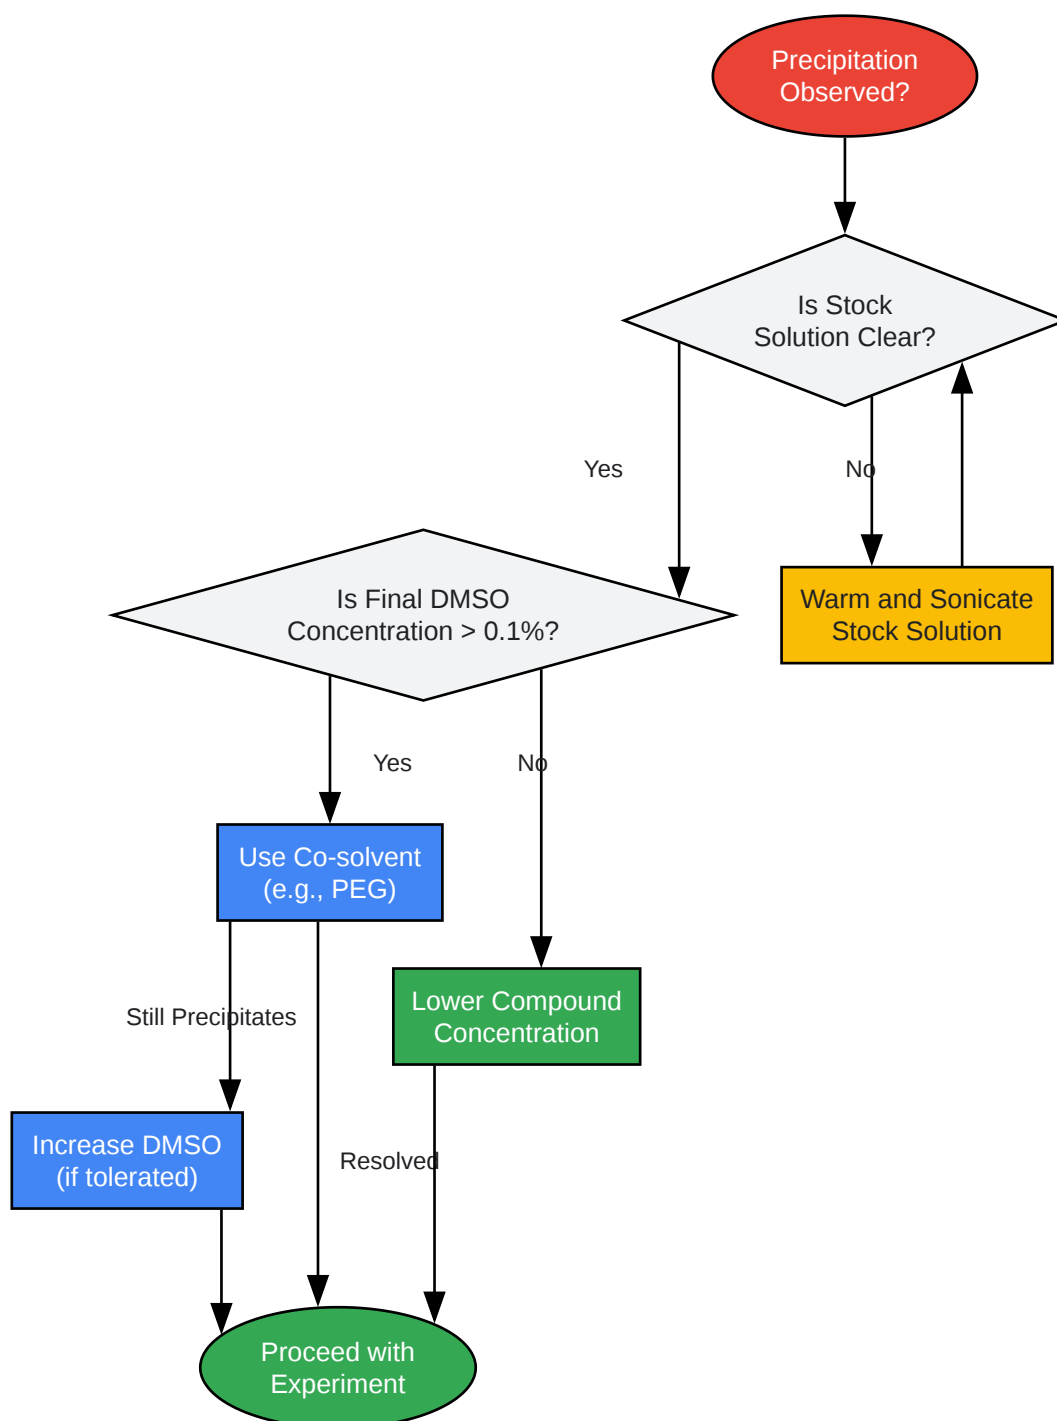 Precipitation
Observed?
Is Stock
Solution Clear?
Yes
No
Is Final DMSO
Concentration > 0.1%?
Warm and Sonicate
Stock Solution
Yes
No
Use Co-solvent
(e.g., PEG)
Lower Compound
Concentration
Still Precipitates
Increase DMSO
(if tolerated)
Resolved
Proceed with
Experiment